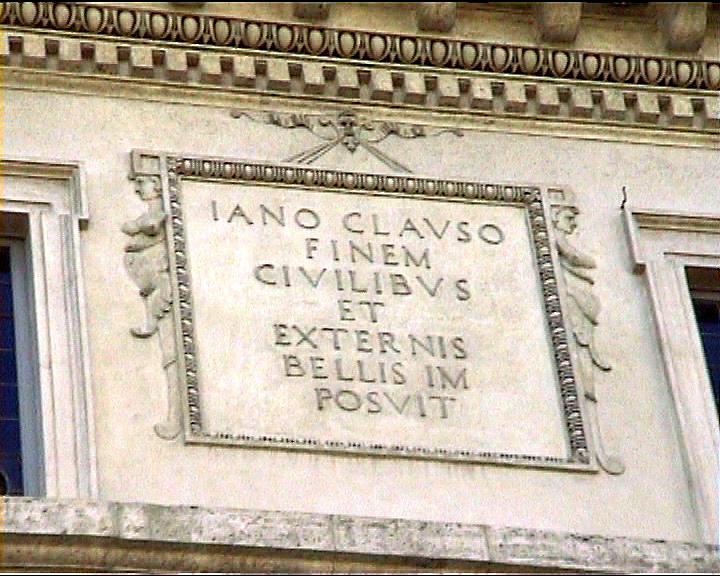 IANO CLAVSO
FINEM
CIVILIBVS
ET
EXTERNIS
BELLIS IM
POSVIT